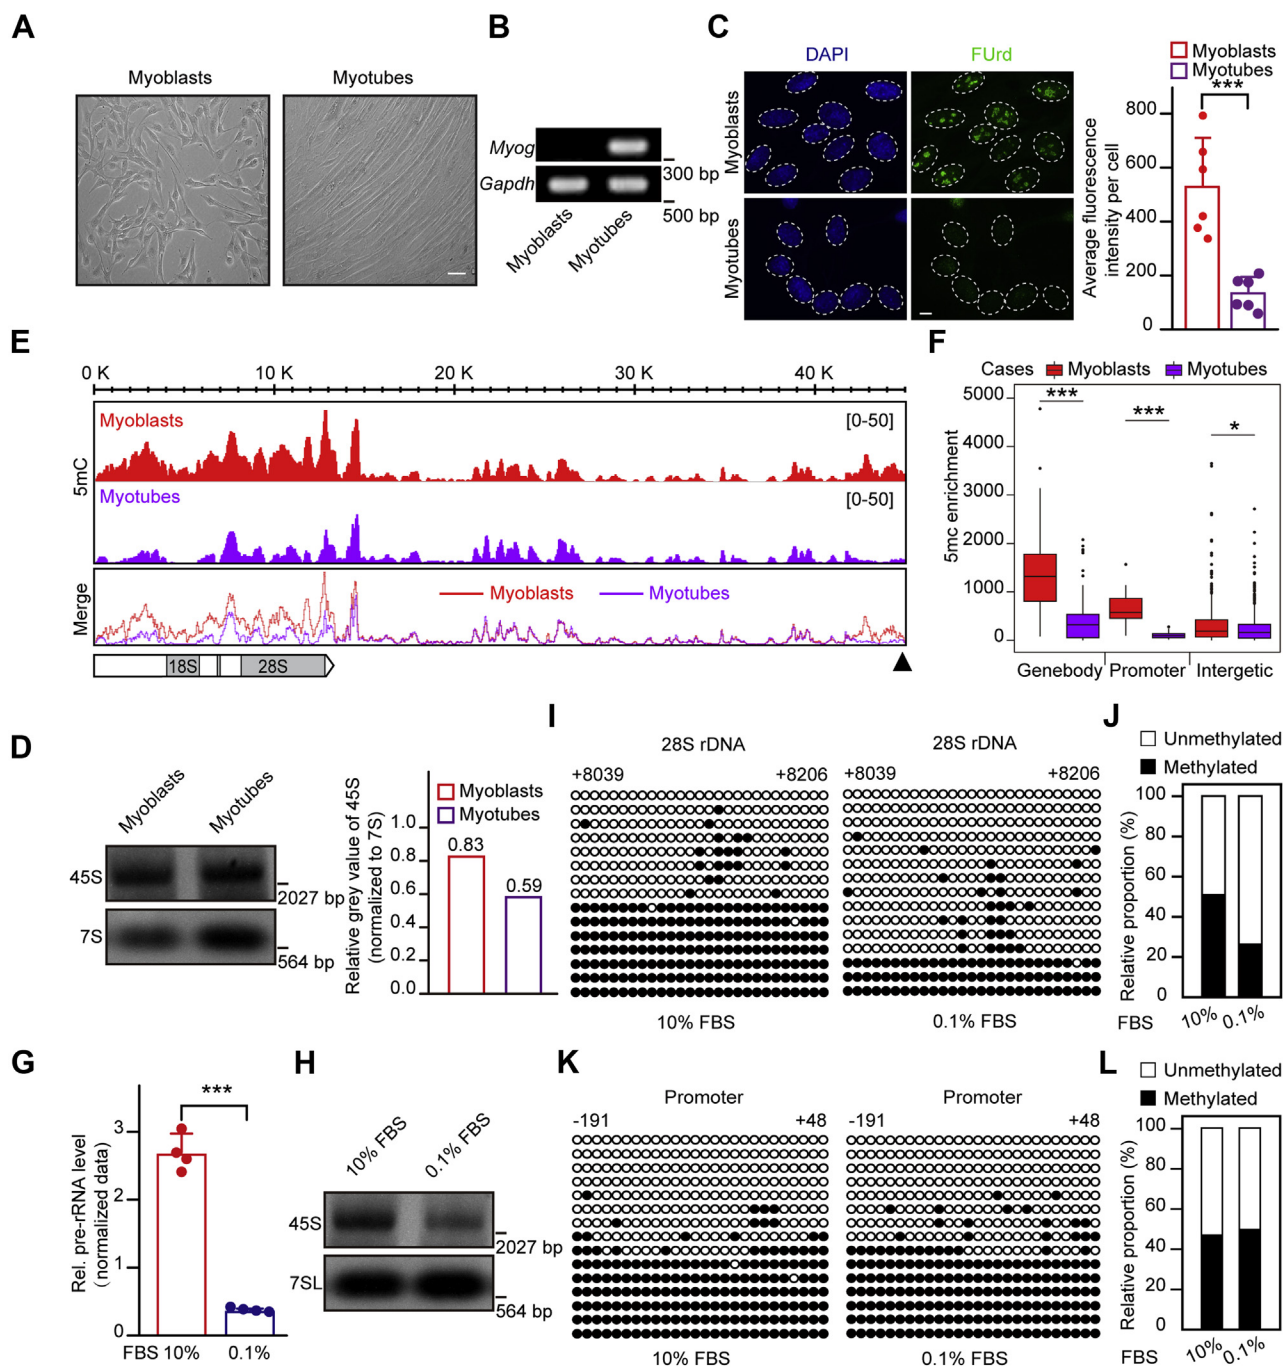 A
Myoblasts
Myotubes
B
Myog
Gapdh
300 bp
500 bp
Myoblasts
Myotubes
C
DAPI
FUrd
Myoblasts
Myotubes
Myoblasts
Myotubes
***
Average fluorescence
intensity per cell
800
600
400
200
0
E
0 K
10 K
20 K
30 K
40 K
5mC
Myoblasts
[0-50]
Myotubes
[0-50]
Merge
Myoblasts
Myotubes
18S
28S
F
Cases
Myoblasts
Myotubes
5mc enrichment
5000
4000
3000
2000
1000
0
***
***
*
Genebody
Promoter
Intergetic
D
Myoblasts
Myotubes
45S
2027 bp
7S
564 bp
Relative grey value of 45S
(normalized to 7S)
Myoblasts
Myotubes
1.0
0.8
0.6
0.4
0.2
0.0
0.83
0.59
I
28S rDNA
+8039
+8206
10% FBS
28S rDNA
+8039
+8206
0.1% FBS
J
Unmethylated
Methylated
Relative proportion (%)
100
80
60
40
20
0
FBS
10%
0.1%
G
Rel. pre-rRNA level
(normalized data)
3
2
1
0
***
FBS 10%
0.1%
H
10% FBS
0.1% FBS
45S
2027 bp
7SL
564 bp
K
Promoter
-191
+48
10% FBS
Promoter
-191
+48
0.1% FBS
L
Unmethylated
Methylated
Relative proportion (%)
100
80
60
40
20
0
FBS
10%
0.1%